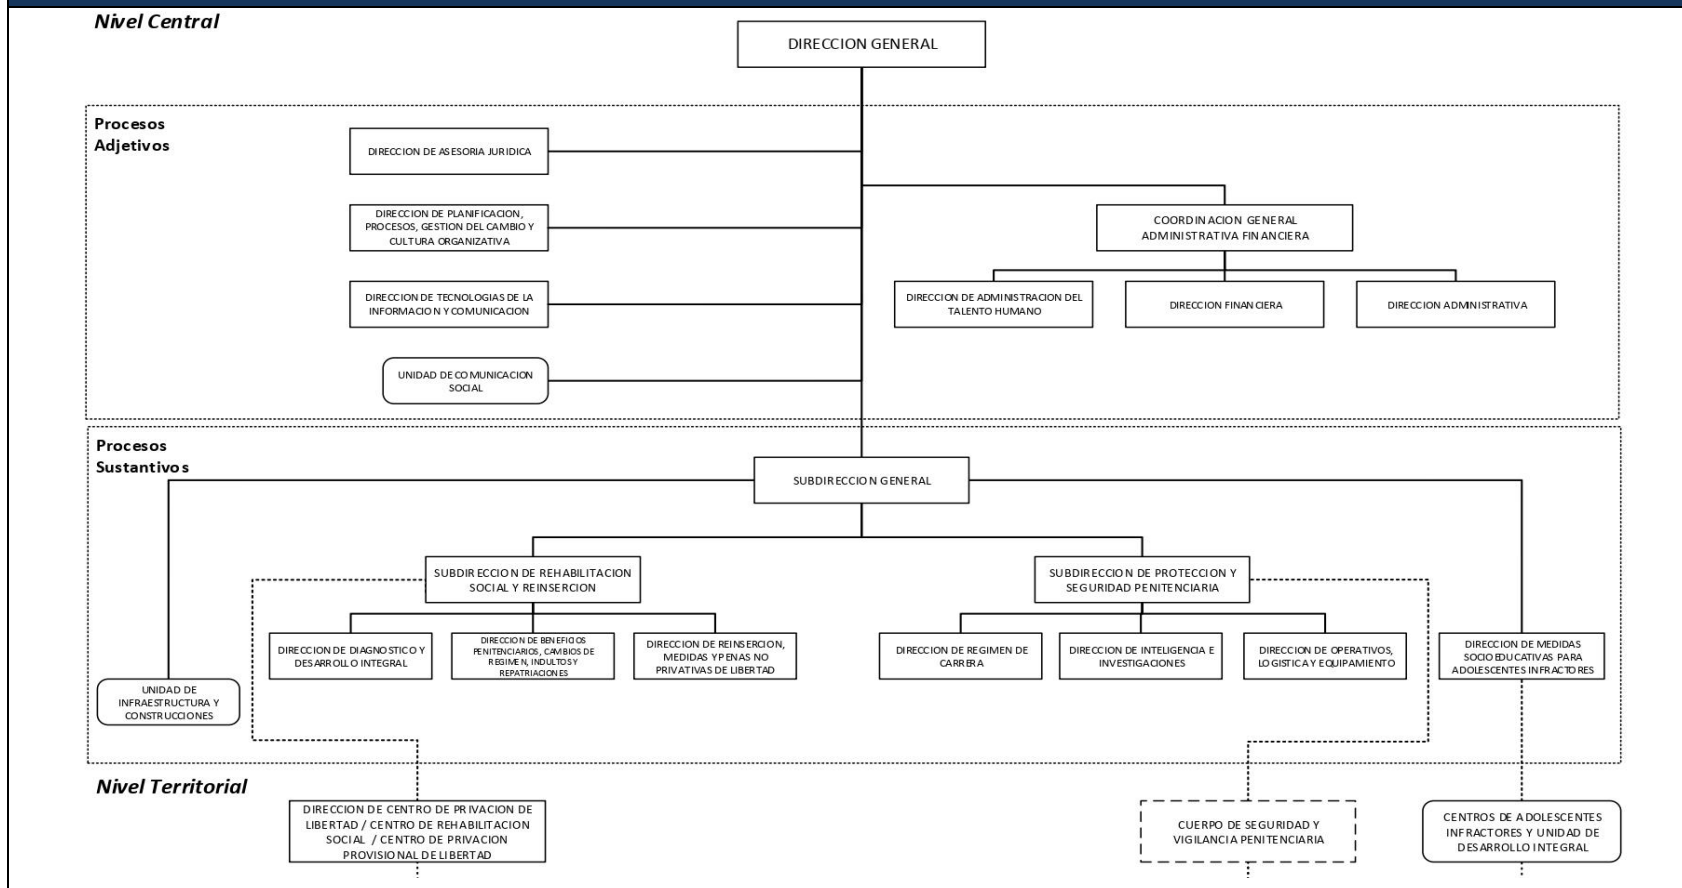 Nivel Central
DIRECCION GENERAL
Procesos
Adjetivos
DIRECCION DE ASESORIA JURIDICA
DIRECCION DE PLANIFICACION,
PROCESOS, GESTION DEL CAMBIO Y
CULTURA ORGANIZATIVA
COORDINACION GENERAL
ADMINISTRATIVA FINANCIERA
DIRECCION DE TECNOLOGIAS DE LA
INFORMACION Y COMUNICACION
DIRECCION DE ADMINISTRACION DEL
TALENTO HUMANO
DIRECCION FINANCIERA
DIRECCION ADMINISTRATIVA
UNIDAD DE COMUNICACION
SOCIAL
Procesos
Sustantivos
SUBDIRECCION GENERAL
SUBDIRECCION DE REHABILITACION
SOCIAL Y REINSERCION
SUBDIRECCION DE PROTECCION Y
SEGURIDAD PENITENCIARIA
DIRECCION DE DIAGNOSTICO Y
DESARROLLO INTEGRAL
DIRECCION DE BENEFICIOS
PENITENCIARIOS, CAMBIOS DE
REGIMEN, INDULTOS Y
REPATRIACIONES
DIRECCION DE REINSERCION,
MEDIDAS Y PENAS NO
PRIVATIVAS DE LIBERTAD
DIRECCION DE REGIMEN DE
CARRERA
DIRECCION DE INTELIGENCIA E
INVESTIGACIONES
DIRECCION DE OPERATIVOS,
LOGISTICA Y EQUIPAMIENTO
DIRECCION DE MEDIDAS
SOCIOEDUCATIVAS PARA
ADOLESCENTES INFRACTORES
UNIDAD DE
INFRAESTRUCTURA Y
CONSTRUCCIONES
Nivel Territorial
DIRECCION DE CENTRO DE PRIVACION DE
LIBERTAD / CENTRO DE REHABILITACION
SOCIAL / CENTRO DE PRIVACION
PROVISIONAL DE LIBERTAD
CUERPO DE SEGURIDAD Y
VIGILANCIA PENITENCIARIA
CENTROS DE ADOLESCENTES
INFRACTORES Y UNIDAD DE
DESARROLLO INTEGRAL